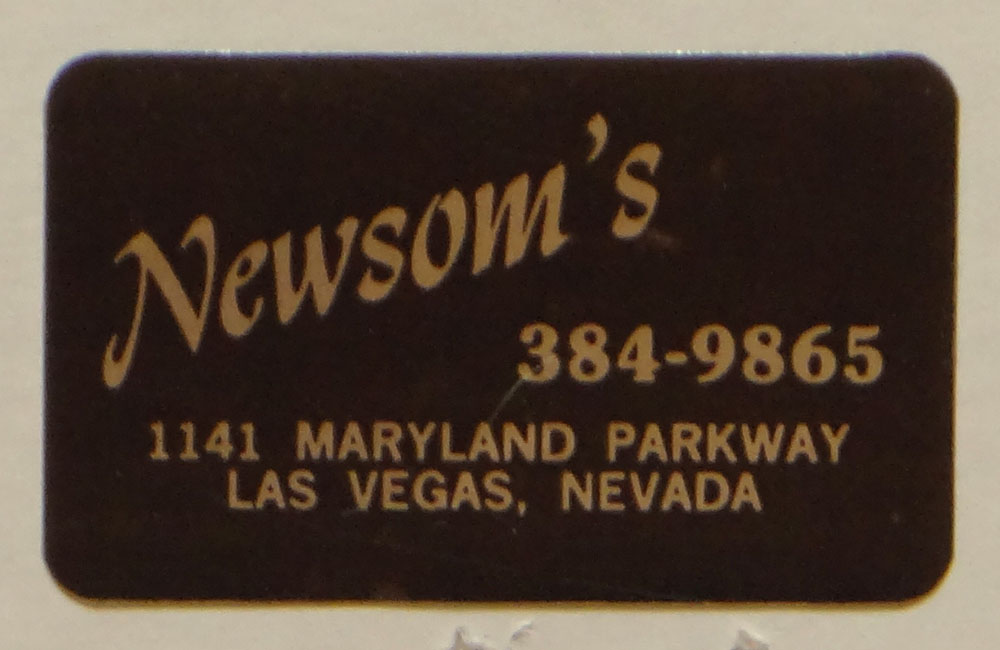 Newsom's
384-9865
1141 MARYLAND PARKWAY
LAS VEGAS, NEVADA